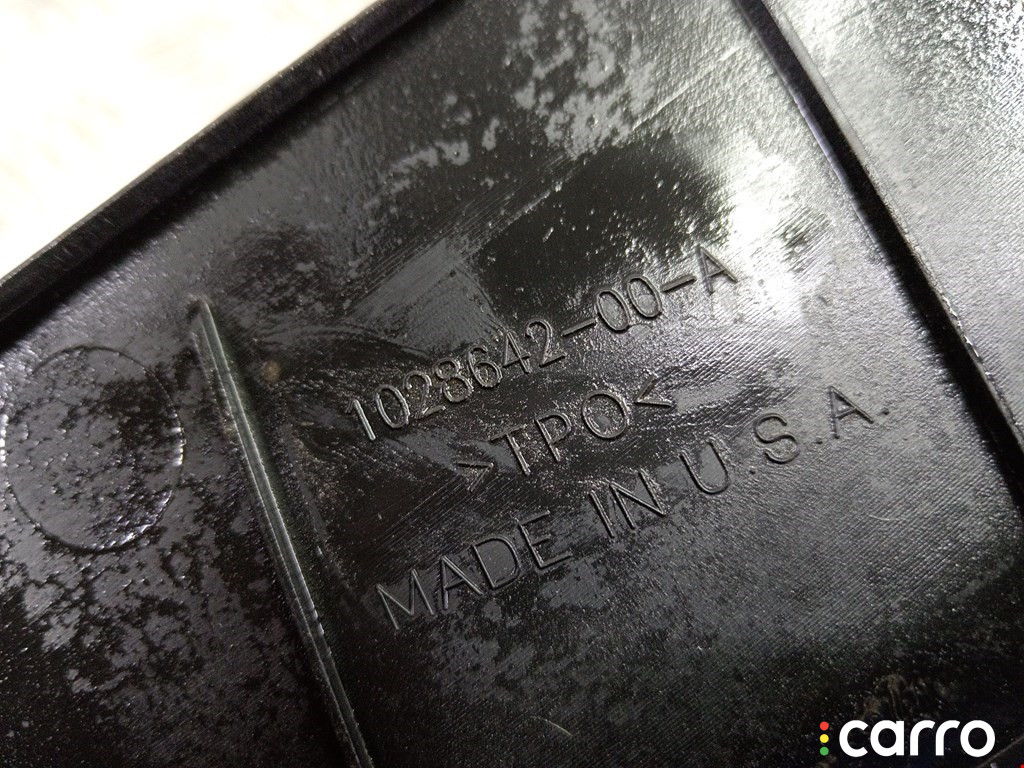 1028642-00-A
>TPO<
MADE IN U.S.A.
carro